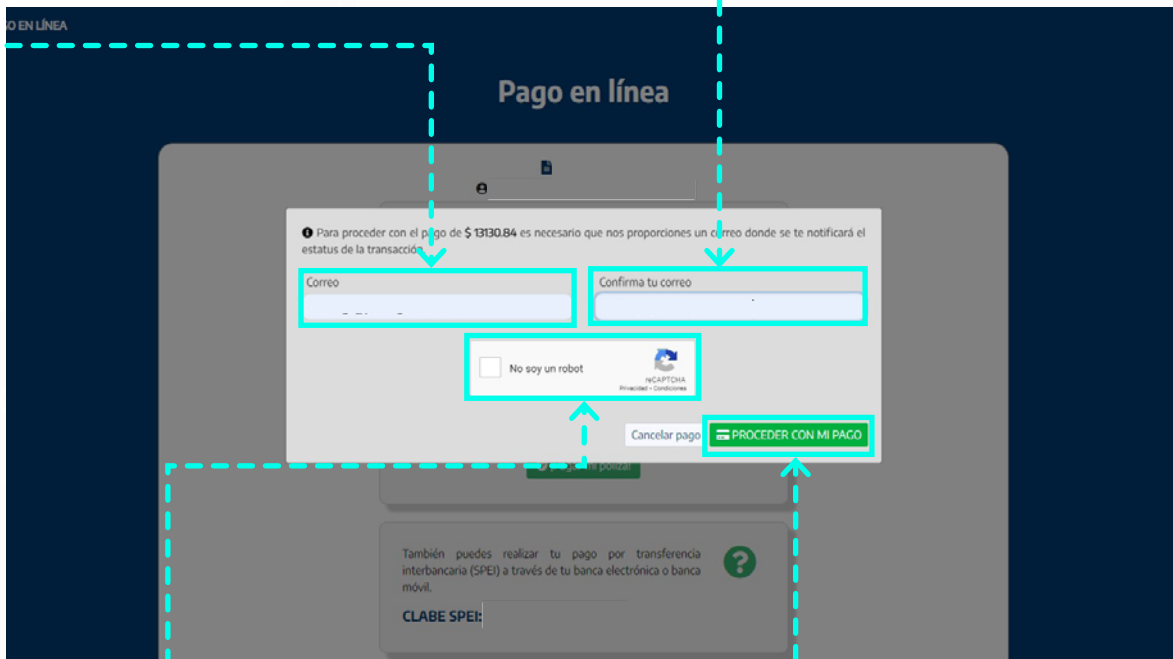 GO EN LÍNEA
Pago en línea
Para proceder con el pago de $ 13130.84 es necesario que nos proporciones un correo donde se te notificará el
estatus de la transacción.
Correo
Confirma tu correo
No soy un robot
reCAPTCHA
Privacidad - Condiciones
Cancelar pago
PROCEDER CON MI PAGO
mi póliza!
También puedes realizar tu pago por transferencia
interbancaria (SPEI) a través de tu banca electrónica o banca
móvil.
CLABE SPEI: